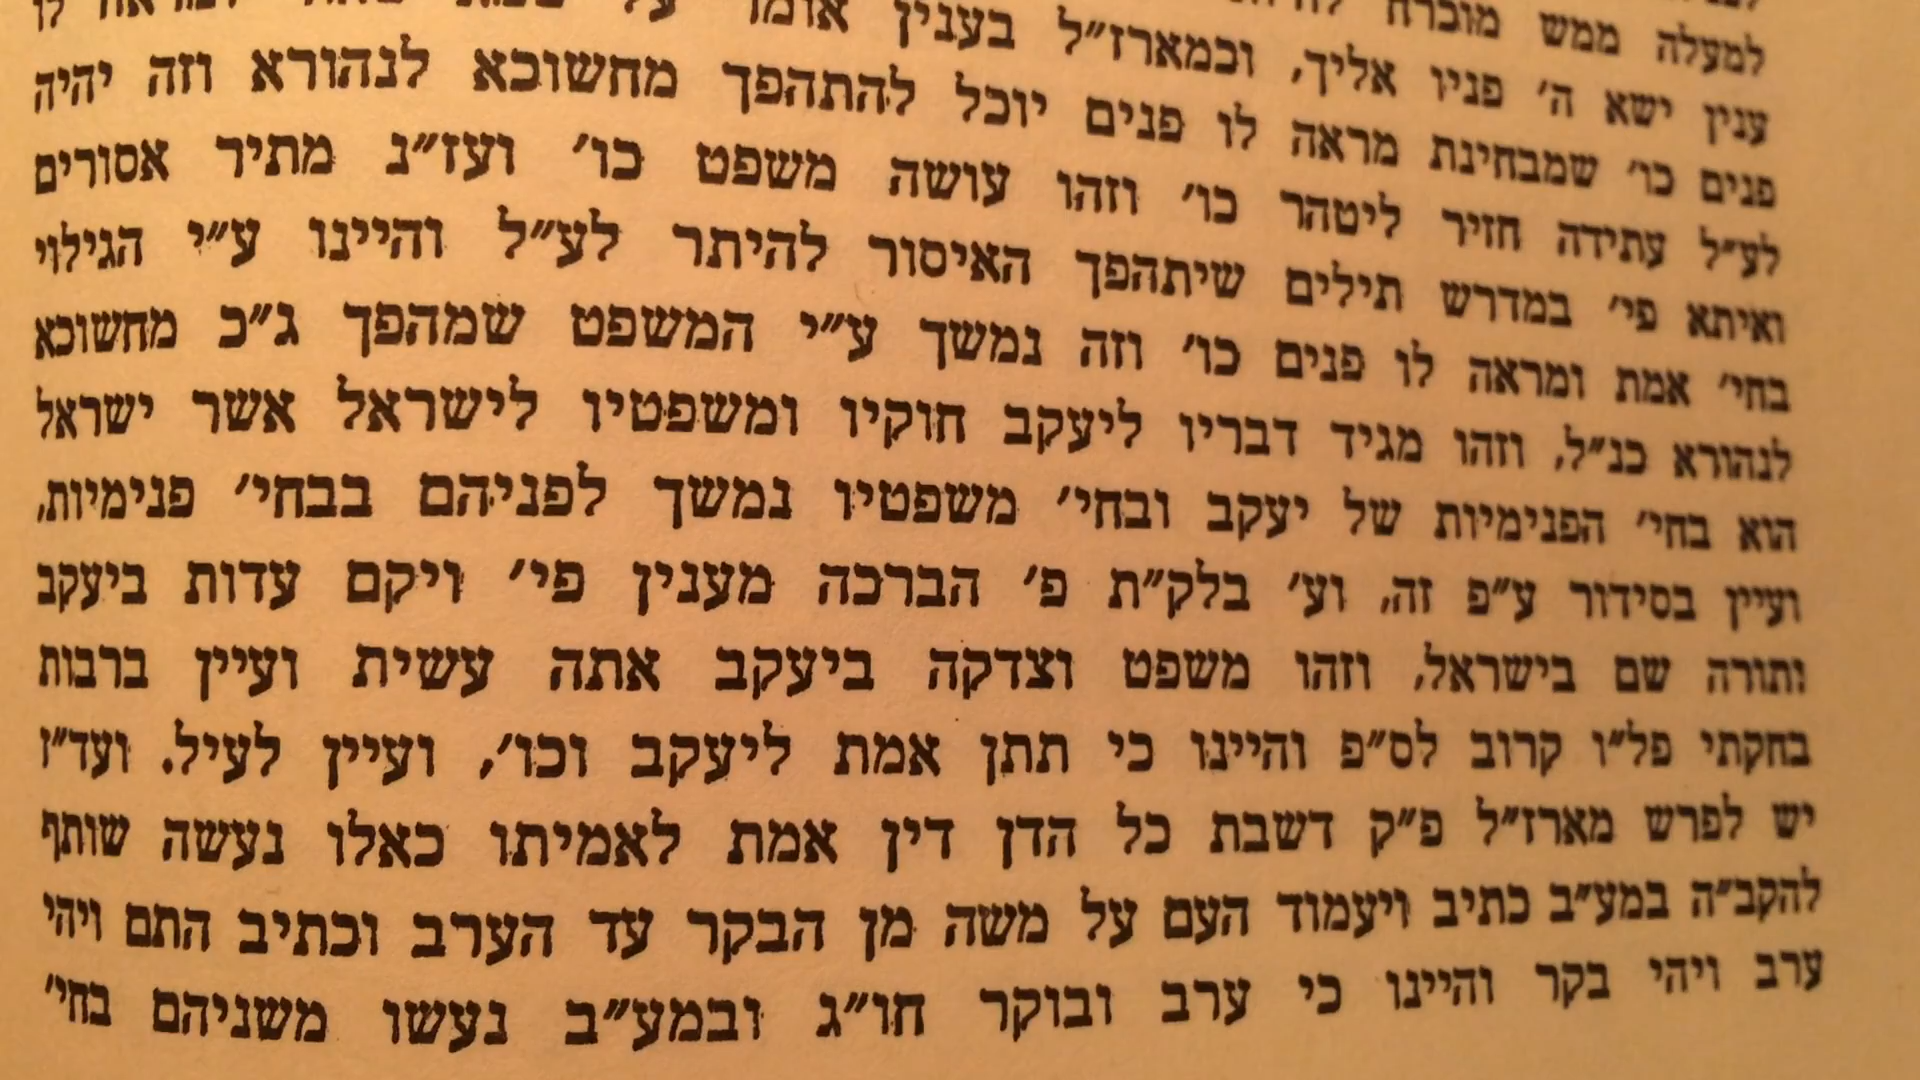 למעלה ממש מוכרח
ענין ישא ה׳ פניו אליך, וכמארז״ל בענין אומו׳ על
פנים כו׳ שמבחינת מראה לו פנים יוכל להתהפך מחשוכא לנהורא וזה יהיה
לע״ל עתידה חזיר ליטהר כו׳ וזהו עושה משפט כו׳ ועז״נ מתיר אסורים
ואיתא פי׳ במדרש תילים שיתהפך האיסור להיתר לע״ל והיינו ע״י הגילוי
בחי׳ אמת ומראה לו פנים כו׳ וזה נמשך ע״י המשפט שמהפך ג״כ מחשוכא
לנהורא כנ״ל, וזהו מגיד דבריו ליעקב חוקיו ומשפטיו לישראל אשר ישראל
הוא בחי׳ הפנימיות של יעקב ובחי׳ משפטיו נמשך לפניהם בבחי׳ פנימיות,
ועיין בסידור ע״פ זה, וע׳ בלק״ת פ׳ הברכה מענין פי׳ ויקם עדות ביעקב
ותורה שם בישראל, וזהו משפט וצדקה ביעקב אתה עשית ועיין ברבות
בחקתי פל״ו קרוב לס״פ והיינו כי תתן אמת ליעקב וכו׳, ועיין לעיל. ועד״ז
יש לפרש מארז״ל פ״ק דשבת כל הדן דין אמת לאמיתו כאלו נעשה שותף
להקב״ה במע״ב כתיב ויעמוד העם על משה מן הבקר עד הערב וכתיב התם ויהי
ערב ויהי בקר והיינו כי ערב ובוקר חו״ג ובמע״ב נעשו משניהם בחי׳